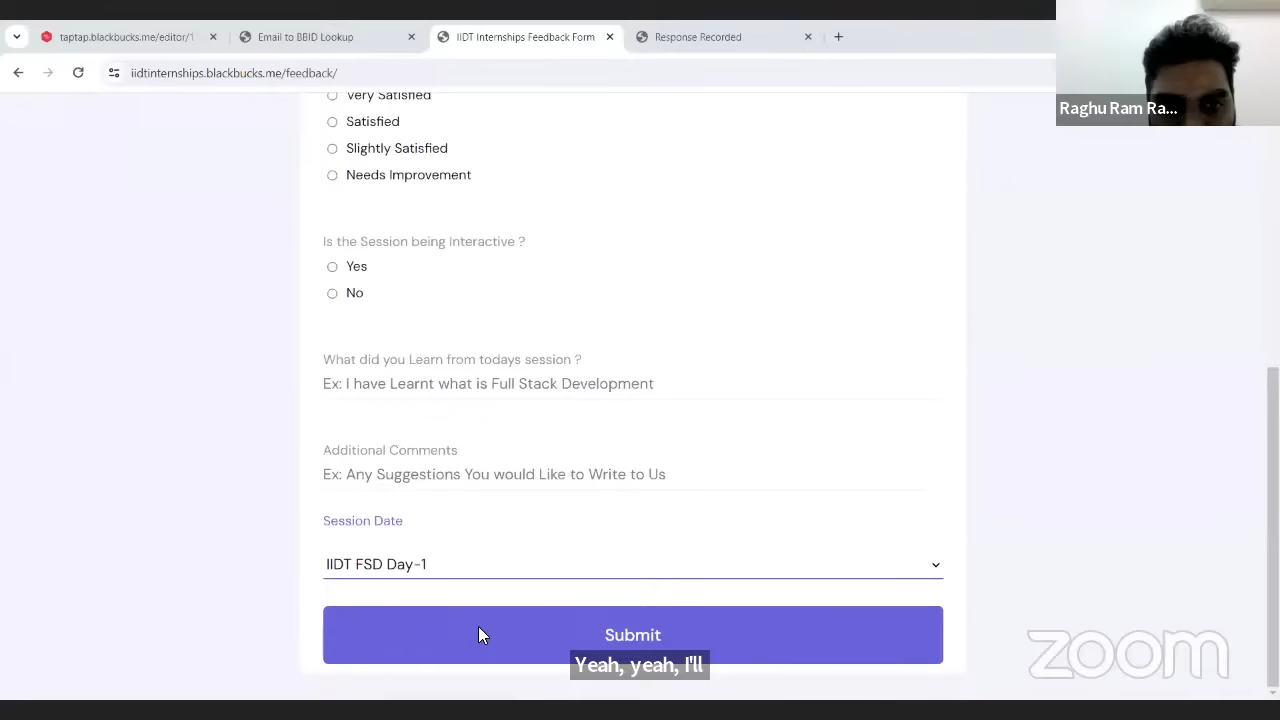 taptap.blackbucks.me/editor/1
Email to BBID Lookup
IIDT Internships Feedback Form
Response Recorded
iidtinternships.blackbucks.me/feedback/
Raghu Ram Ra...
Very Satisfied
Satisfied
Slightly Satisfied
Needs Improvement
Is the Session being Interactive ?
Yes
No
What did you Learn from todays session ?
Ex: I have Learnt what is Full Stack Development
Additional Comments
Ex: Any Suggestions You would Like to Write to Us
Session Date
IIDT FSD Day-1
Submit
Yeah, yeah, I'll
zoom